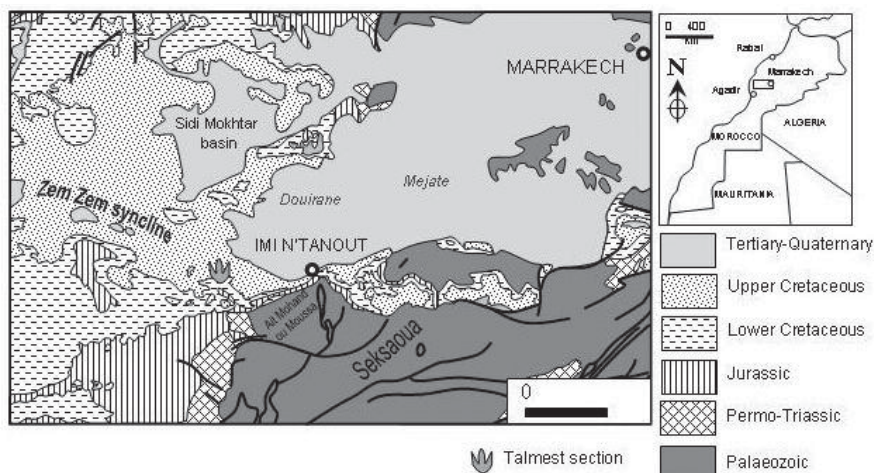 MARRAKECH
Sidi Mokhtar
basin
Zem Zem syncline
Douirane
Mejate
IMI N'TANOUT
Ait Mohand
ou Moussa
Seksaoua
0
0 400
Km
N
Rabat
Marrakech
Agadir
ALGERIA
MOROCCO
MAURITANIA
Tertiary-Quaternary
Upper Cretaceous
Lower Cretaceous
Jurassic
Permo-Triassic
Palaeozoic
Talmest section